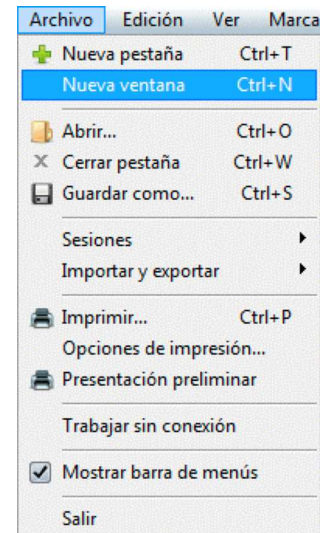 Archivo Edición Ver Marca
Nueva pestaña Ctrl+T
Nueva ventana Ctrl+N
Abrir... Ctrl+O
Cerrar pestaña Ctrl+W
Guardar como... Ctrl+S
Sesiones
Importar y exportar
Imprimir... Ctrl+P
Opciones de impresión...
Presentación preliminar
Trabajar sin conexión
Mostrar barra de menús
Salir